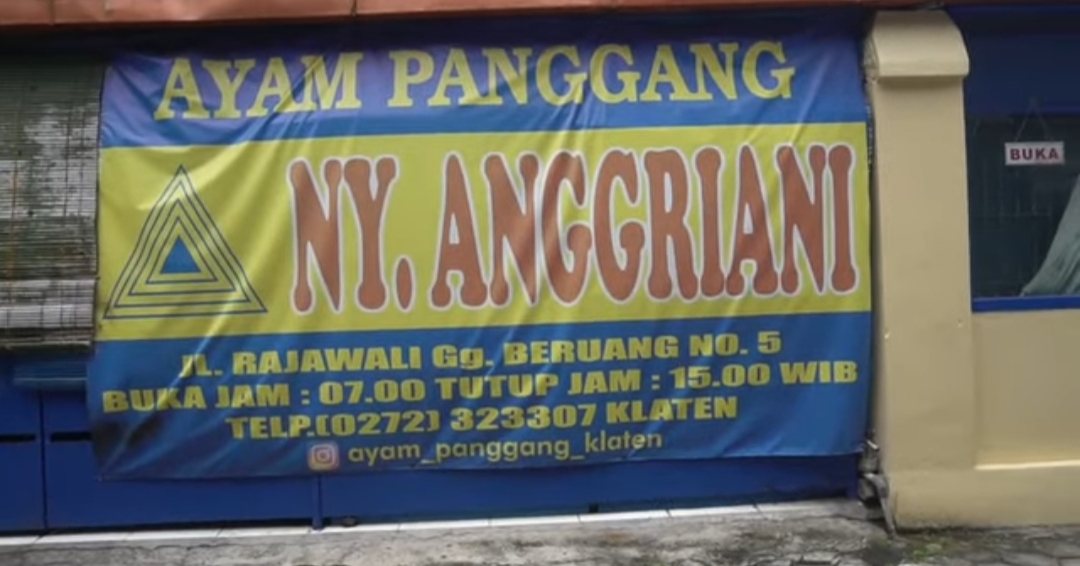 AYAM PANGGANG
NY. ANGGRIANI
JL. RAJAWALI Gg. BERUANG NO. 5
BUKA JAM : 07.00 TUTUP JAM : 15.00 WIB
TELP.(0272) 323307 KLATEN
ayam_panggang_klaten
BUKA